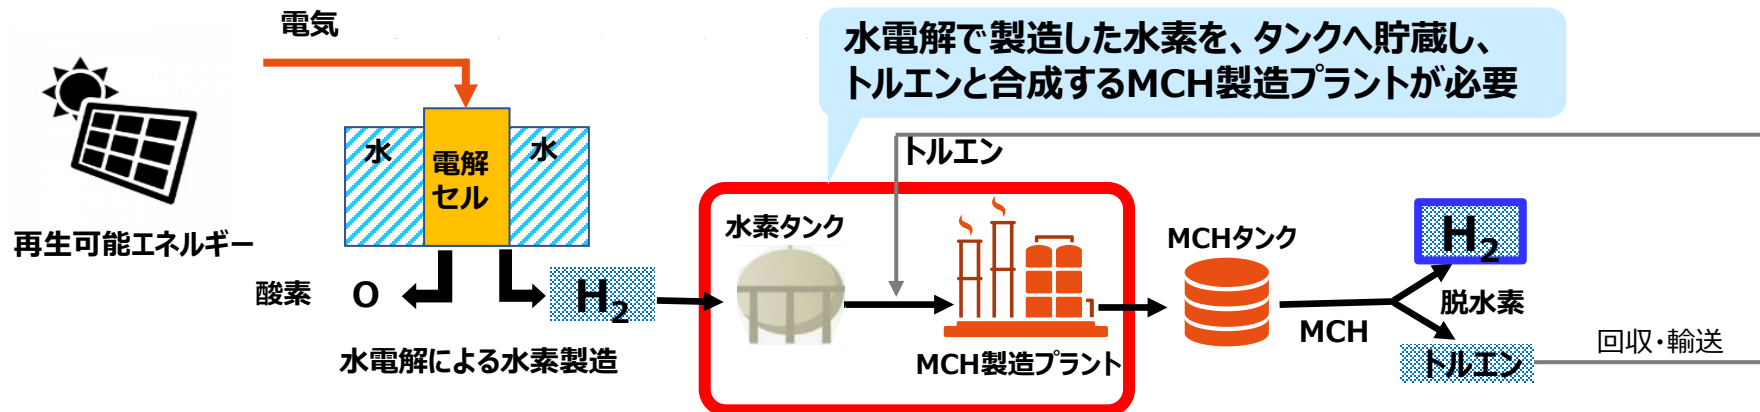 電気
水電解で製造した水素を、タンクへ貯蔵し、
トルエンと合成するMCH製造プラントが必要
水
電解
セル
水
トルエン
再生可能エネルギー
水素タンク
MCHタンク
H2
酸素
O
H2
脱水素
MCH
水電解による水素製造
MCH製造プラント
トルエン
回収・輸送